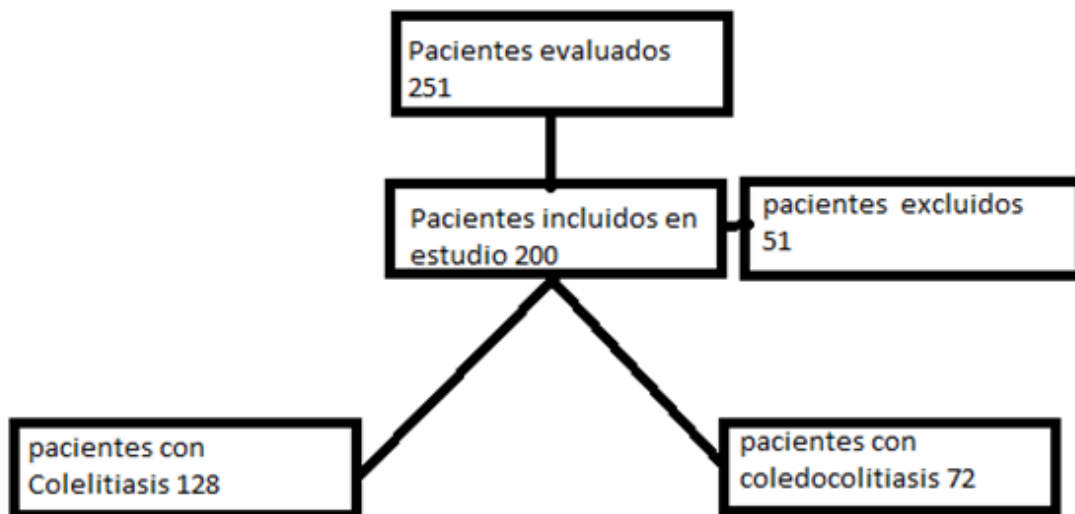 Pacientes evaluados
251
Pacientes incluidos en
estudio 200
pacientes excluidos
51
pacientes con
Colelitiasis 128
pacientes con
coledocolitiasis 72